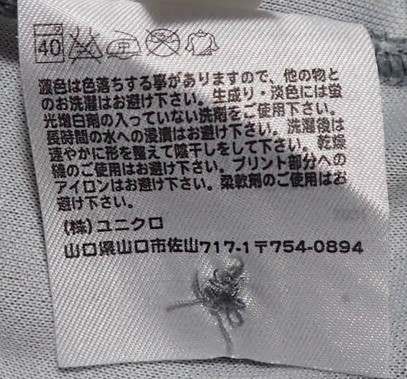 40
濃色は色落ちする事がありますので、他の物と
のお洗濯はお避け下さい。生成り・淡色には蛍
光増白剤の入っていない洗剤をご使用下さい。
長時間の水への浸漬はお避け下さい。洗濯後は
速やかに形を整えて陰干しをして下さい。乾燥
機のご使用はお避け下さい。プリント部分への
アイロンはお避け下さい。柔軟剤のご使用はお
避け下さい。
(株)ユニクロ
山口県山口市佐山717-1〒754-0894